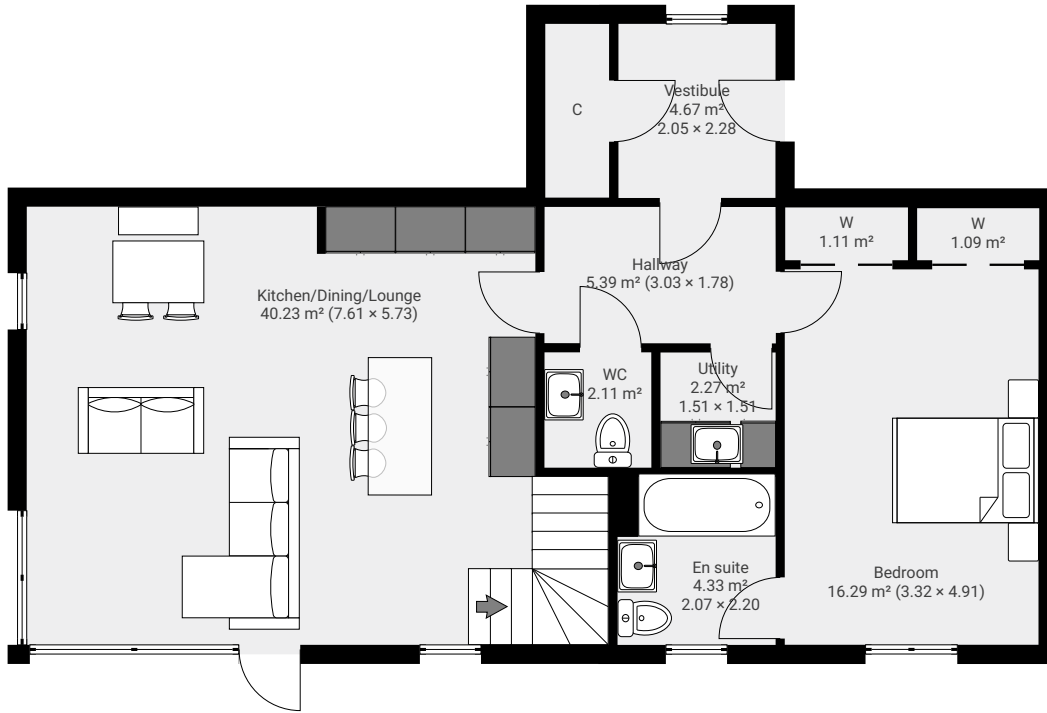 Vestibule
4.67 m²
2.05 × 2.28
C
W
1.11 m²
W
1.09 m²
Hallway
5.39 m² (3.03 × 1.78)
Kitchen/Dining/Lounge
40.23 m² (7.61 × 5.73)
WC
2.11 m²
Utility
2.27 m²
1.51 × 1.51
En suite
4.33 m²
2.07 × 2.20
Bedroom
16.29 m² (3.32 × 4.91)